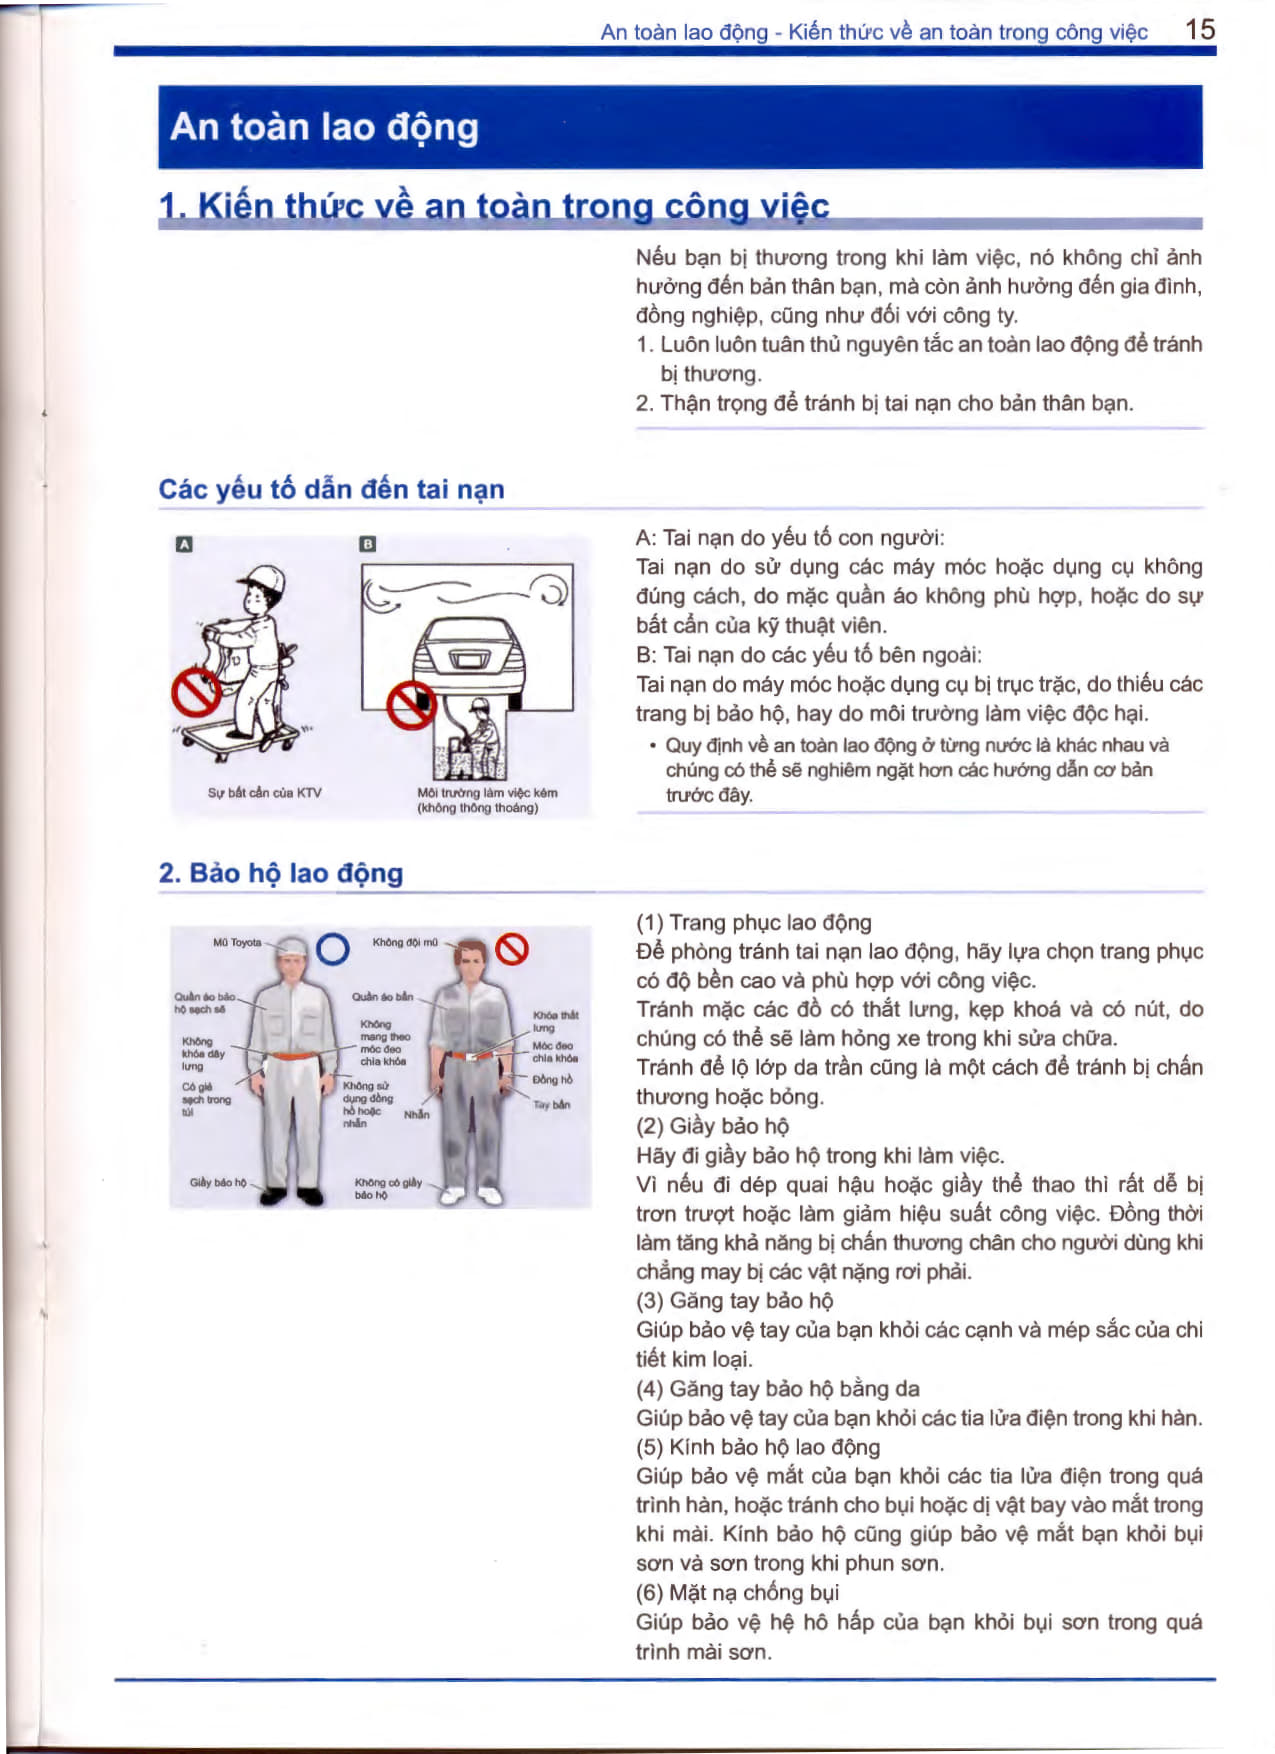 An toàn lao động - Kiến thức về an toàn trong công việc 15
An toàn lao động
1. Kiến thức về an toàn trong công việc
Nếu bạn bị thương trong khi làm việc, nó không chỉ ảnh
hưởng đến bản thân bạn, mà còn ảnh hưởng đến gia đình,
đồng nghiệp, cũng như đối với công ty.
1. Luôn luôn tuân thủ nguyên tắc an toàn lao động để tránh
bị thương.
2. Thận trọng để tránh bị tai nạn cho bản thân bạn.
Các yếu tố dẫn đến tai nạn
A
B
Sự bất cẩn của KTV
Môi trường làm việc kém
(không thông thoáng)
A: Tai nạn do yếu tố con người:
Tai nạn do sử dụng các máy móc hoặc dụng cụ không
đúng cách, do mặc quần áo không phù hợp, hoặc do sự
bất cẩn của kỹ thuật viên.
B: Tai nạn do các yếu tố bên ngoài:
Tai nạn do máy móc hoặc dụng cụ bị trục trặc, do thiếu các
trang bị bảo hộ, hay do môi trường làm việc độc hại.
• Quy định về an toàn lao động ở từng nước là khác nhau và
chúng có thể sẽ nghiêm ngặt hơn các hướng dẫn cơ bản
trước đây.
2. Bảo hộ lao động
Mũ Toyota
Quần áo bảo
hộ sạch sẽ
Không
khóa dây
lưng
Có giẻ
sạch trong
túi
Giầy bảo hộ
Không đội mũ
Quần áo bẩn
Không
mang theo
móc đeo
chìa khóa
Không sử
dụng đồng
hồ hoặc
nhẫn
Nhẫn
Không có giầy
bảo hộ
Khóa thắt
lưng
Móc đeo
chìa khóa
Đồng hồ
Tay bẩn
(1) Trang phục lao động
Để phòng tránh tai nạn lao động, hãy lựa chọn trang phục
có độ bền cao và phù hợp với công việc.
Tránh mặc các đồ có thắt lưng, kẹp khoá và có nút, do
chúng có thể sẽ làm hỏng xe trong khi sửa chữa.
Tránh để lộ lớp da trần cũng là một cách để tránh bị chấn
thương hoặc bỏng.
(2) Giầy bảo hộ
Hãy đi giầy bảo hộ trong khi làm việc.
Vì nếu đi dép quai hậu hoặc giầy thể thao thì rất dễ bị
trơn trượt hoặc làm giảm hiệu suất công việc. Đồng thời
làm tăng khả năng bị chấn thương chân cho người dùng khi
chẳng may bị các vật nặng rơi phải.
(3) Găng tay bảo hộ
Giúp bảo vệ tay của bạn khỏi các cạnh và mép sắc của chi
tiết kim loại.
(4) Găng tay bảo hộ bằng da
Giúp bảo vệ tay của bạn khỏi các tia lửa điện trong khi hàn.
(5) Kính bảo hộ lao động
Giúp bảo vệ mắt của bạn khỏi các tia lửa điện trong quá
trình hàn, hoặc tránh cho bụi hoặc dị vật bay vào mắt trong
khi mài. Kính bảo hộ cũng giúp bảo vệ mắt bạn khỏi bụi
sơn và sơn trong khi phun sơn.
(6) Mặt nạ chống bụi
Giúp bảo vệ hệ hô hấp của bạn khỏi bụi sơn trong quá
trình mài sơn.